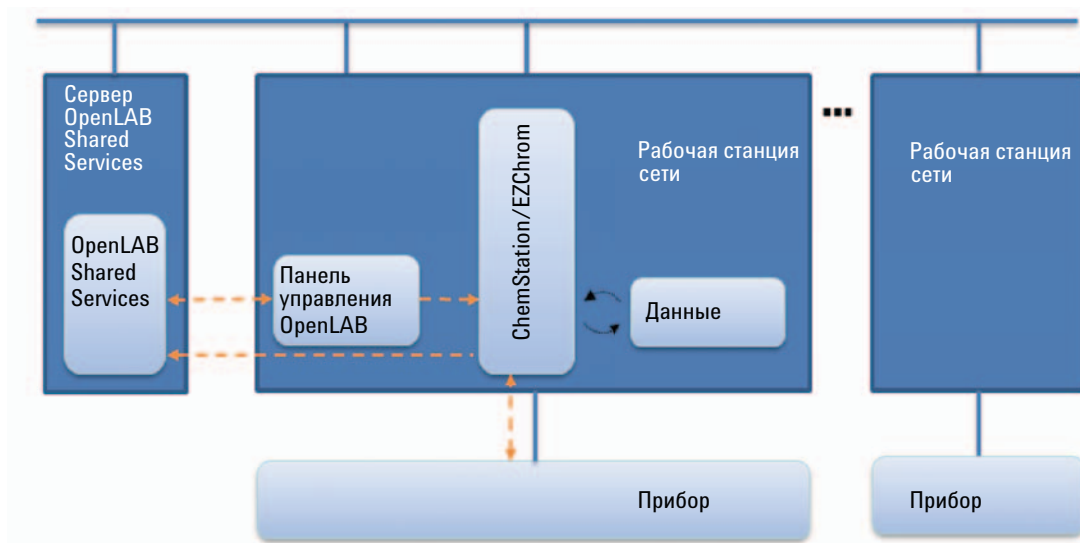 Сервер
OpenLAB
Shared
Services
OpenLAB
Shared
Services
Панель
управления
OpenLAB
ChemStation/EZChrom
Рабочая станция
сети
Данные
Прибор
Рабочая станция
сети
Прибор